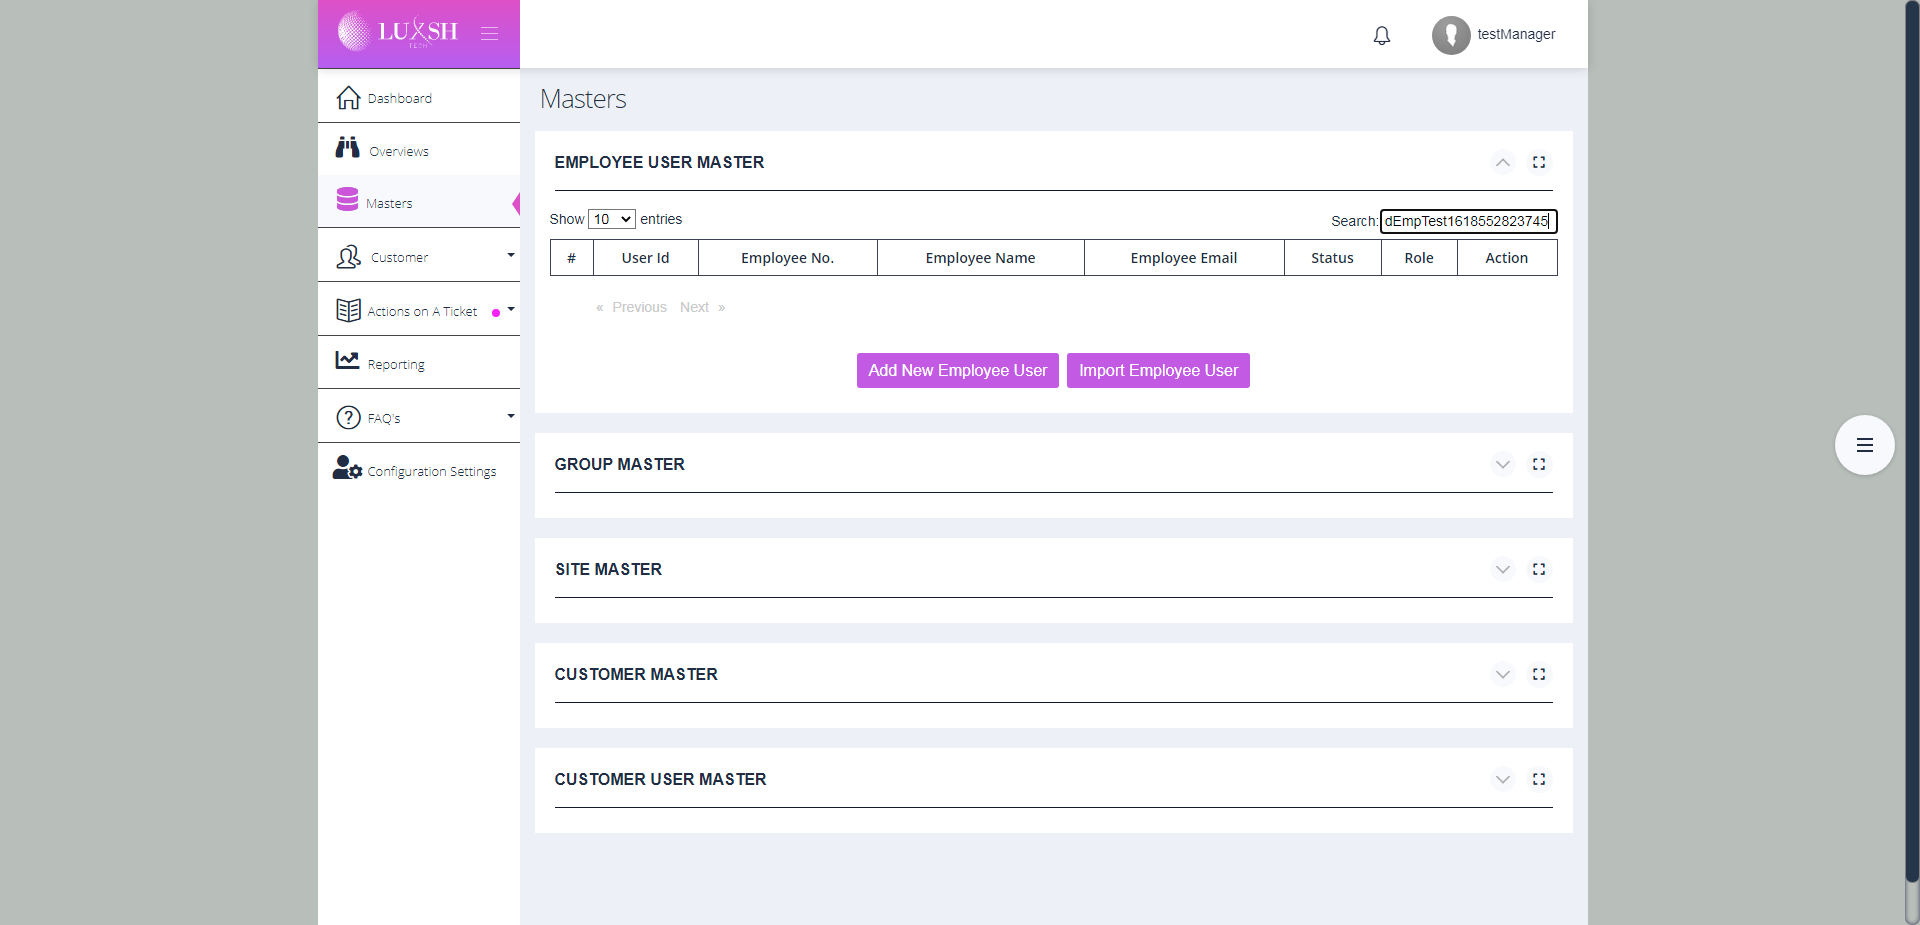 LUXSH
TECH
testManager
Dashboard
Overviews
Masters
Customer
Actions on A Ticket
Reporting
FAQ's
Configuration Settings
Masters
EMPLOYEE USER MASTER
Show 10 entries
Search: dEmpTest1618552823745
# User Id Employee No. Employee Name Employee Email Status Role Action
« Previous Next »
Add New Employee User Import Employee User
GROUP MASTER
SITE MASTER
CUSTOMER MASTER
CUSTOMER USER MASTER